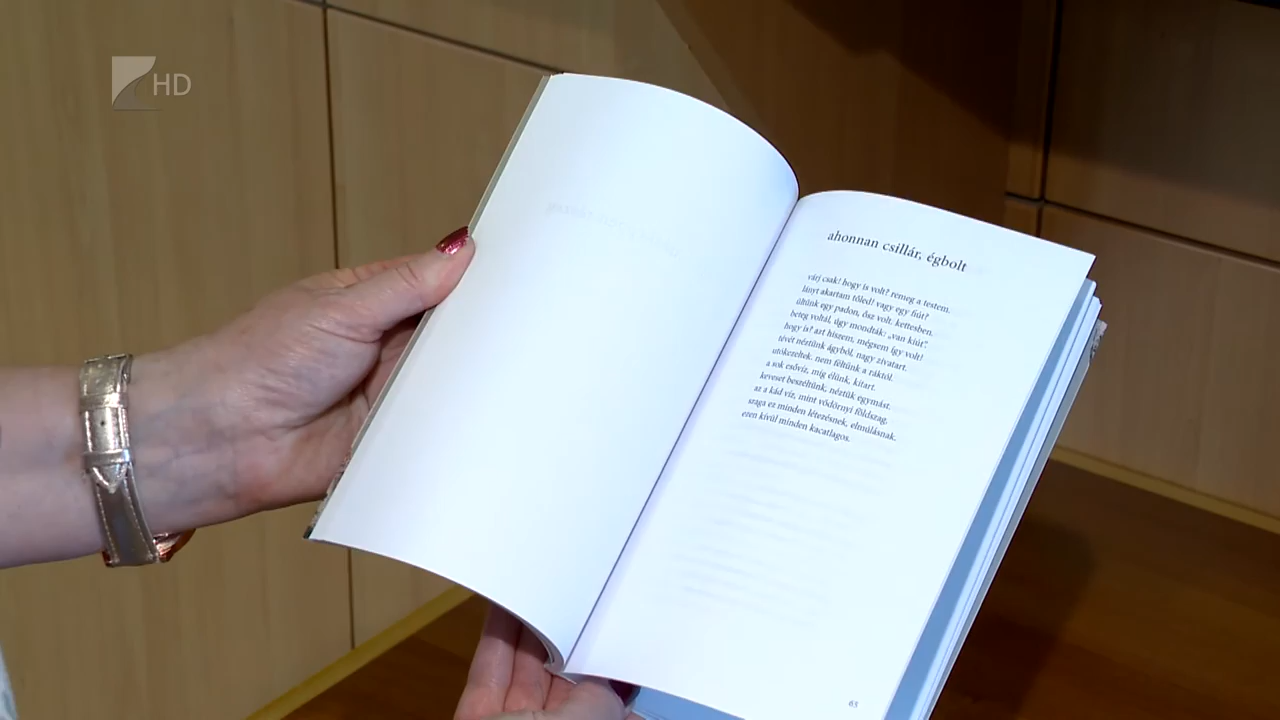 HD
ahonnan csillár, égbolt
várj csak! hogy is volt? remeg a testem.
lányt akartam tőled! vagy egy fiút?
ültünk egy padon, ősz volt. kettesben.
beteg voltál, úgy mondták: „van kiút”.
hogy is? azt hiszem, mégsem így volt!
tévét néztünk ágyból, nagy zivatart.
utókezeltek. nem féltünk a ráktól.
a sok esővíz, míg élünk, kitart.
keveset beszéltünk, néztük egymást.
az a kád víz, mint vödörnyi földszag,
szaga ez minden létezésnek, elmúlásnak.
ezen kívül minden kacatlagos.
65